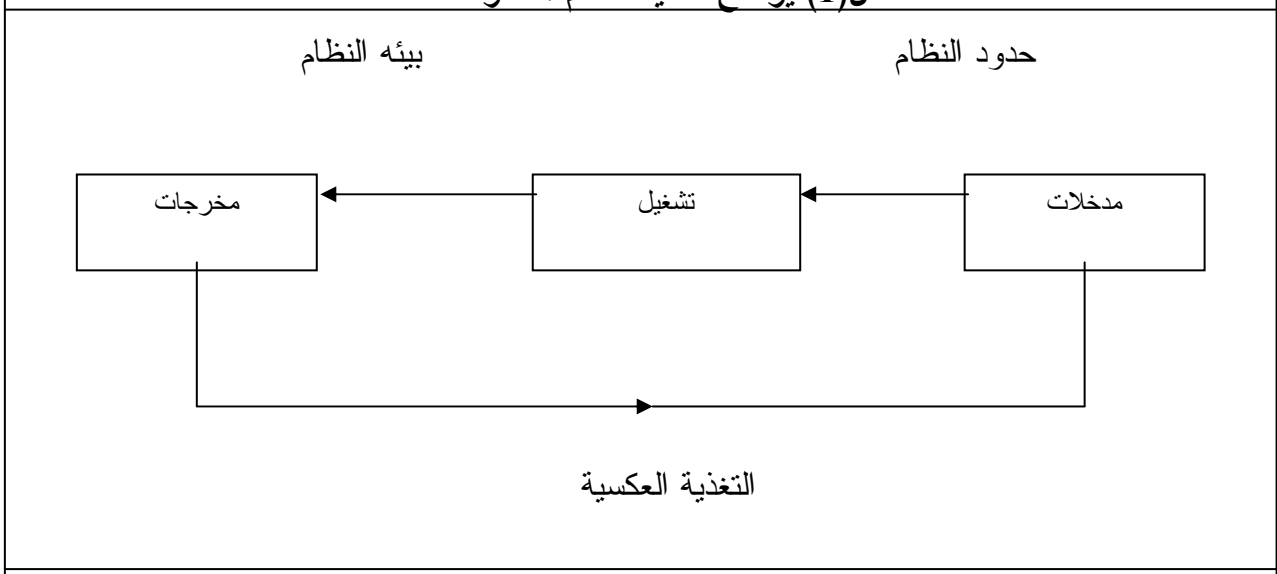 حدود النظام بيئه النظام
مدخلات تشغيل مخرجات
التغذية العكسية